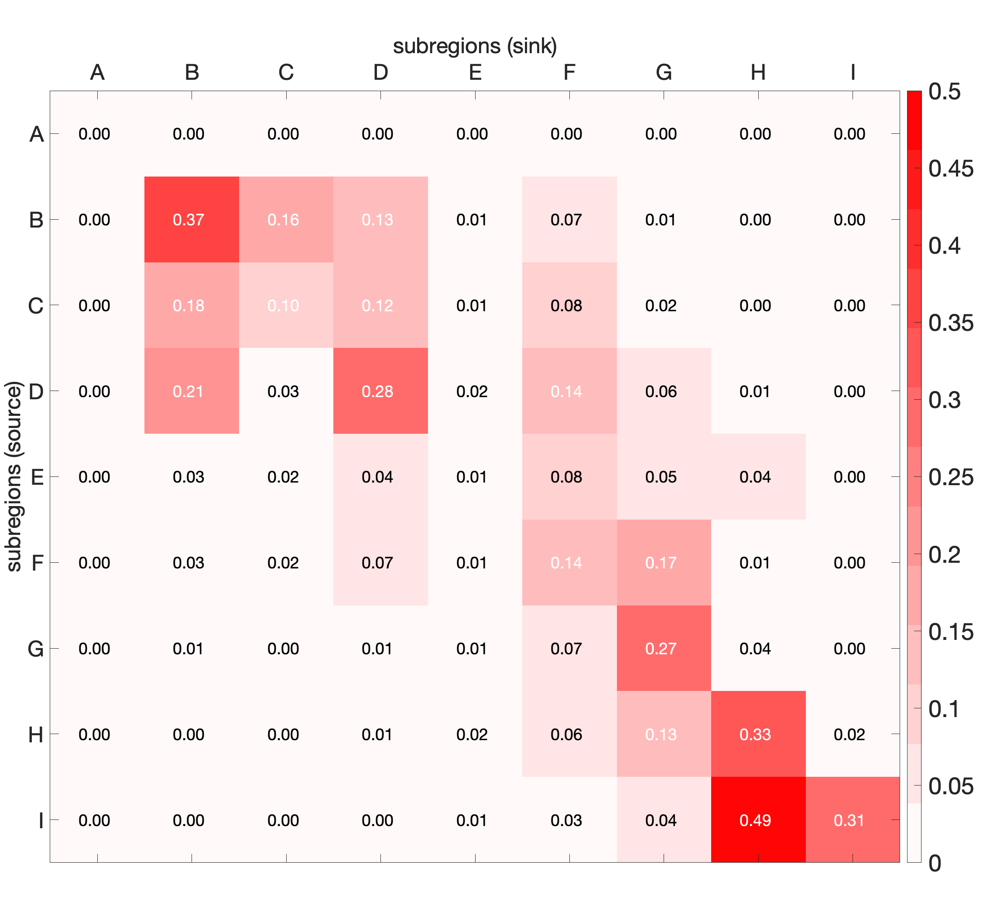 subregions (sink)
A B C D E F G H I
A 0.00 0.00 0.00 0.00 0.00 0.00 0.00 0.00 0.00
B 0.00 0.37 0.16 0.13 0.01 0.07 0.01 0.00 0.00
C 0.00 0.18 0.10 0.12 0.01 0.08 0.02 0.00 0.00
D 0.00 0.21 0.03 0.28 0.02 0.14 0.06 0.01 0.00
E 0.00 0.03 0.02 0.04 0.01 0.08 0.05 0.04 0.00
F 0.00 0.03 0.02 0.07 0.01 0.14 0.17 0.01 0.00
G 0.00 0.01 0.00 0.01 0.01 0.07 0.27 0.04 0.00
H 0.00 0.00 0.00 0.01 0.02 0.06 0.13 0.33 0.02
I 0.00 0.00 0.00 0.00 0.01 0.03 0.04 0.49 0.31
subregions (source)
0.5
0.45
0.4
0.35
0.3
0.25
0.2
0.15
0.1
0.05
0